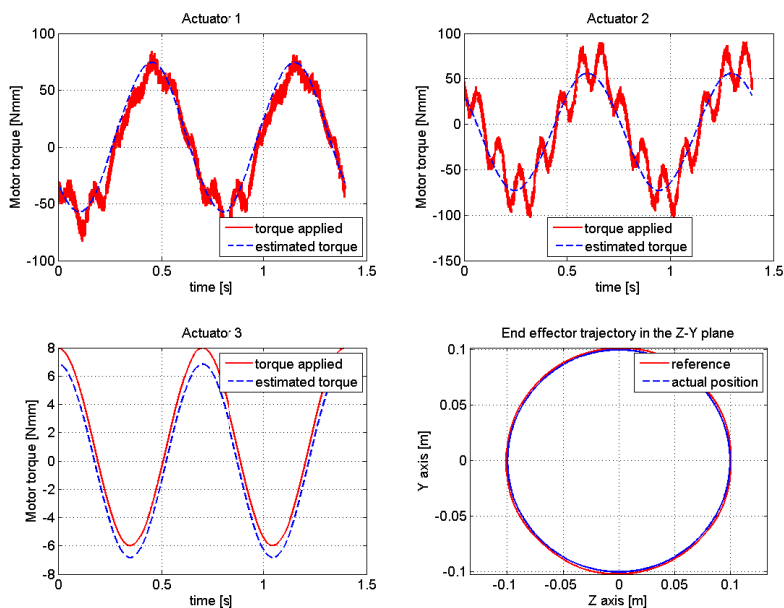 Actuator 1
100
50
0
-50
-100
Motor torque [Nmm]
0
0.5
1
1.5
time [s]
torque applied
estimated torque
Actuator 2
100
50
0
-50
-100
-150
Motor torque [Nmm]
0
0.5
1
1.5
time [s]
torque applied
estimated torque
Actuator 3
8
6
4
2
0
-2
-4
-6
-8
Motor torque [Nmm]
0
0.5
1
1.5
time [s]
torque applied
estimated torque
End effector trajectory in the Z-Y plane
0.1
0.05
0
-0.05
-0.1
Y axis [m]
-0.1
-0.05
0
0.05
0.1
Z axis [m]
reference
actual position